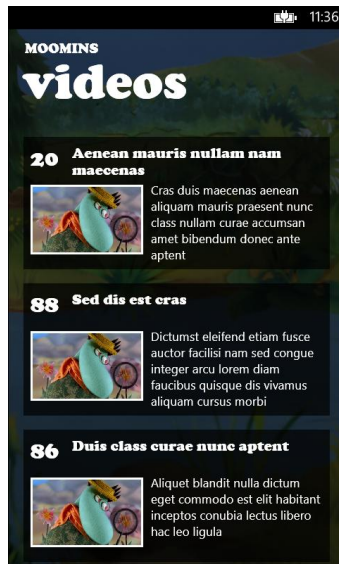 11:36
MOOMINS
videos
20
Aenean mauris nullam nam
maecenas
Cras duis maecenas aenean
aliquam mauris praesent nunc
class nullam curae accumsan
amet bibendum donec ante
aptent
88
Sed dis est cras
Dictumst eleifend etiam fusce
auctor facilisi nam sed congue
integer arcu lorem diam
faucibus quisque dis vivamus
aliquam cursus morbi
86
Duis class curae nunc aptent
Aliquet blandit nulla dictum
eget commodo est elit habitant
inceptos conubia lectus libero
hac leo ligula